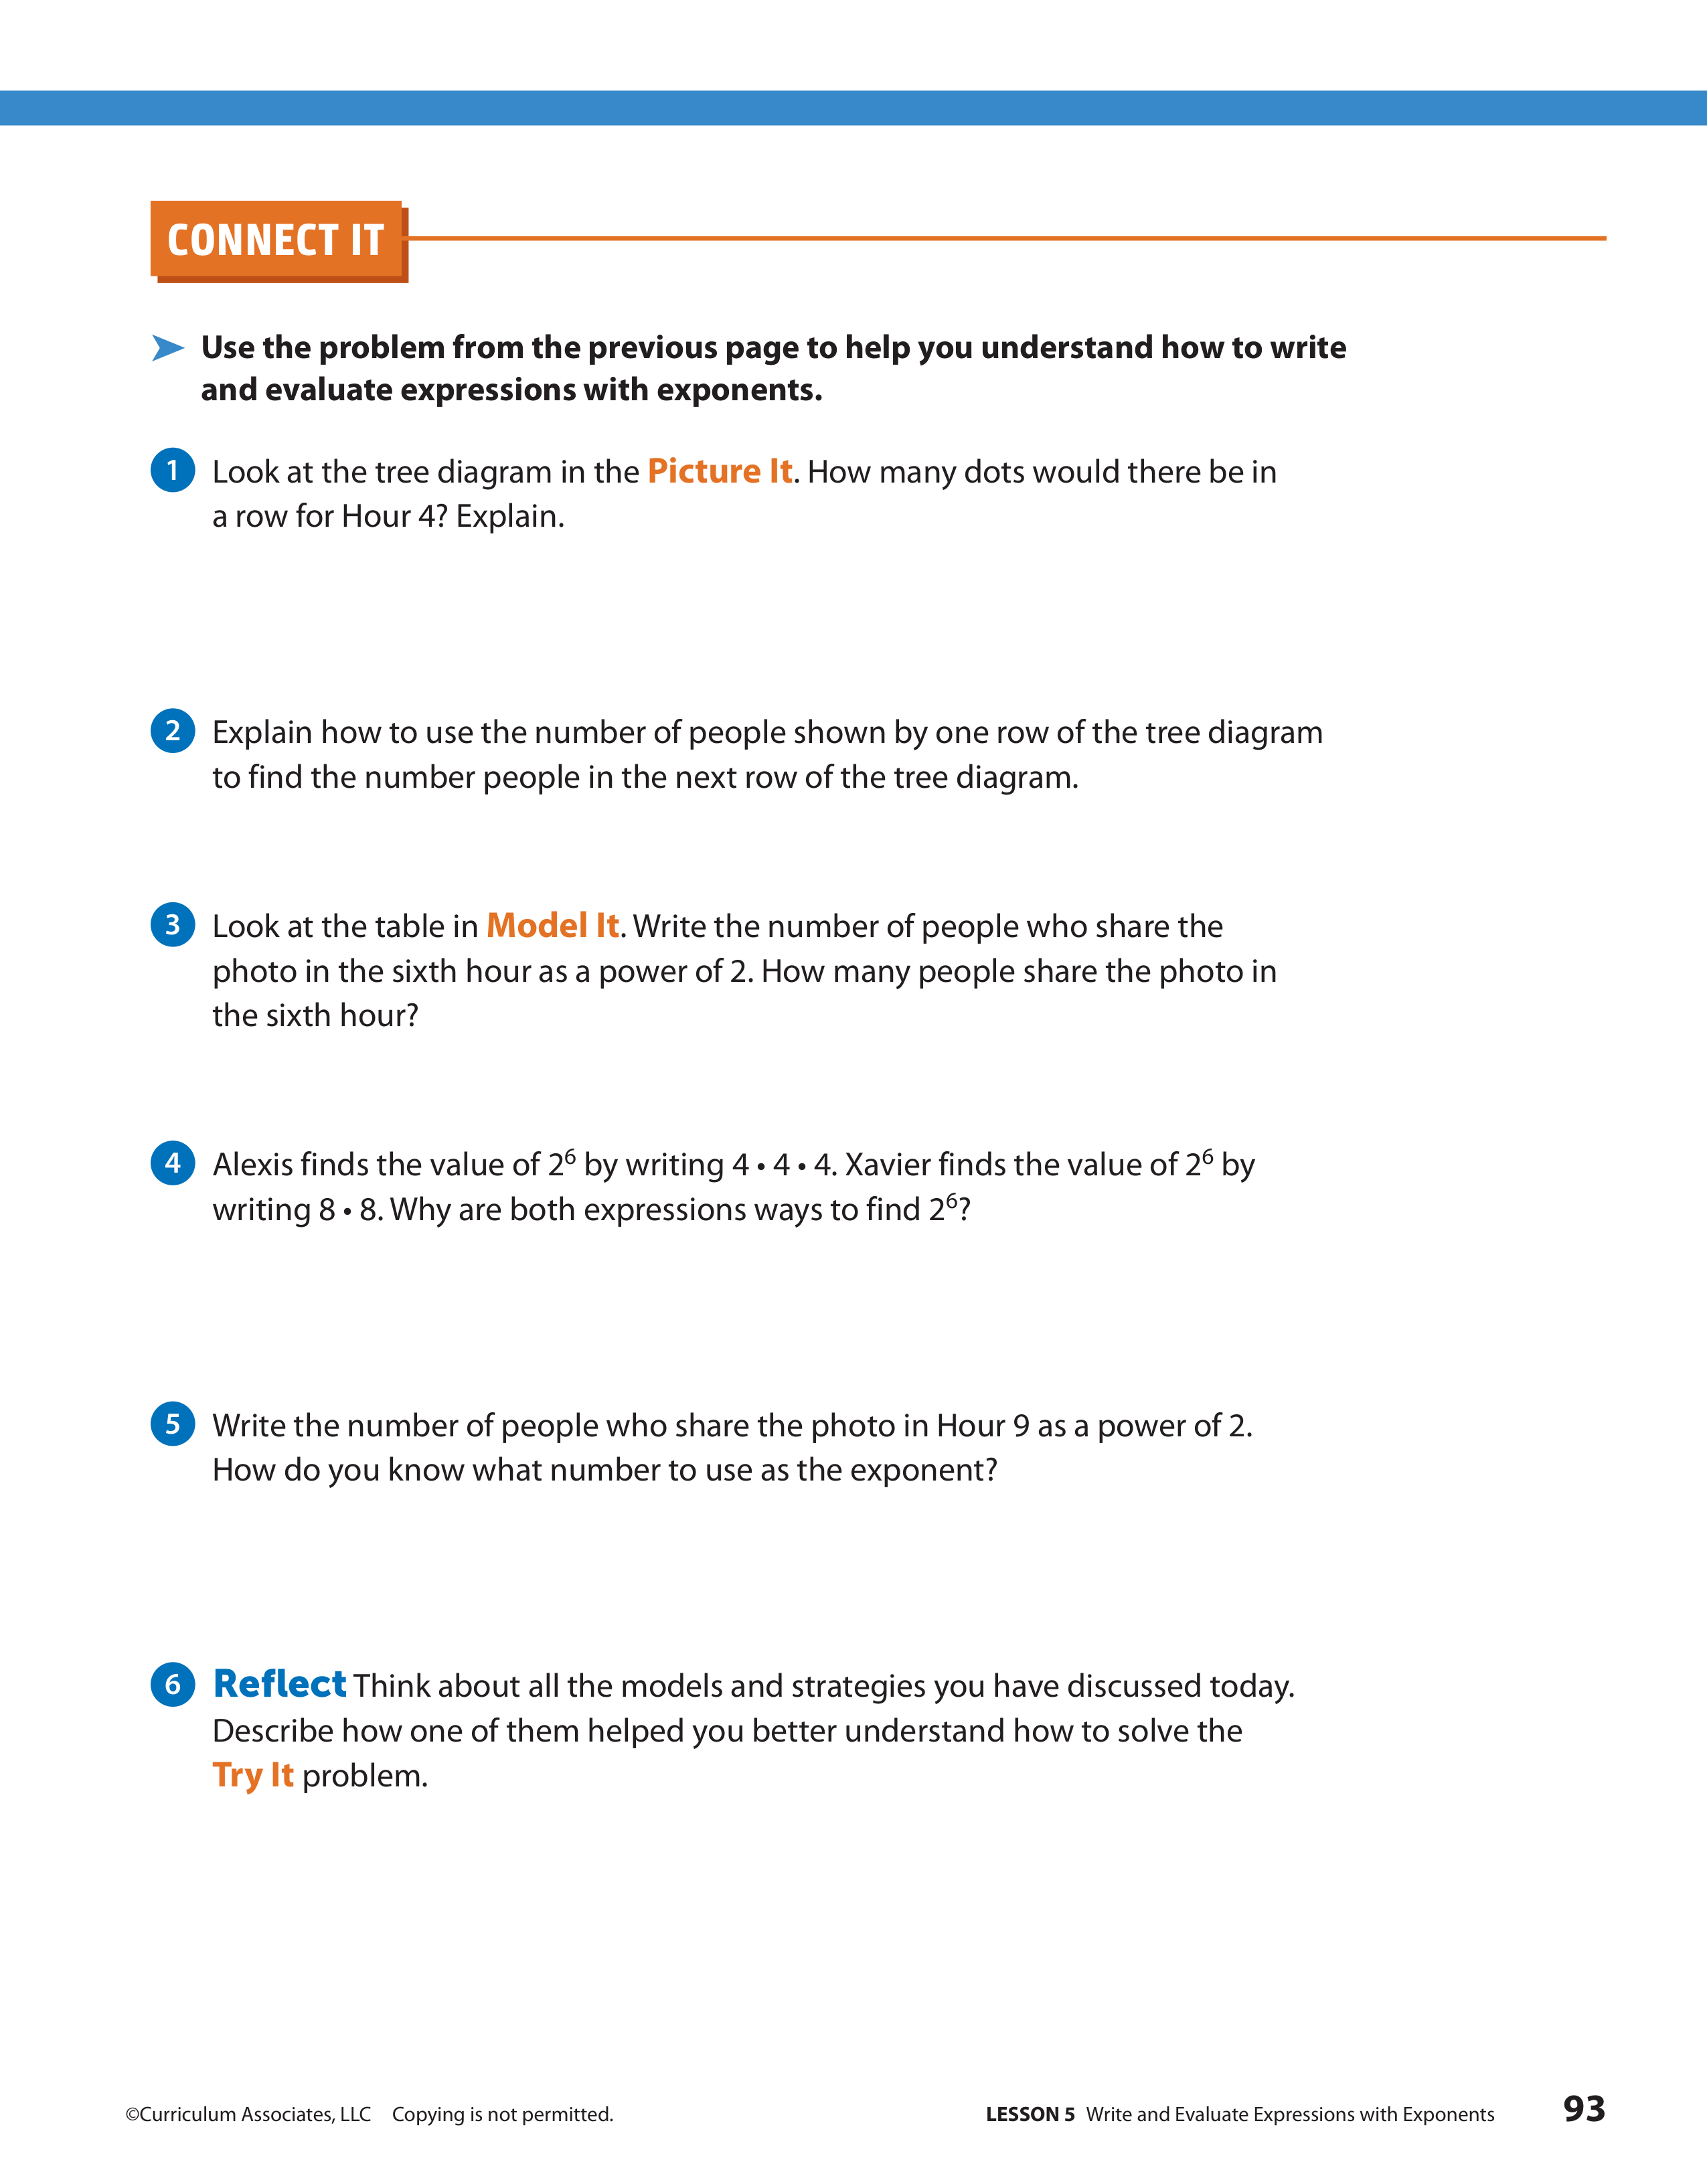 CONNECT IT
➤ Use the problem from the previous page to help you understand how to write
and evaluate expressions with exponents.
1 Look at the tree diagram in the Picture It. How many dots would there be in
a row for Hour 4? Explain.
2 Explain how to use the number of people shown by one row of the tree diagram
to find the number people in the next row of the tree diagram.
3 Look at the table in Model It. Write the number of people who share the
photo in the sixth hour as a power of 2. How many people share the photo in
the sixth hour?
4 Alexis finds the value of 2⁶ by writing 4 • 4 • 4. Xavier finds the value of 2⁶ by
writing 8 • 8. Why are both expressions ways to find 2⁶?
5 Write the number of people who share the photo in Hour 9 as a power of 2.
How do you know what number to use as the exponent?
6 Reflect Think about all the models and strategies you have discussed today.
Describe how one of them helped you better understand how to solve the
Try It problem.
©Curriculum Associates, LLC Copying is not permitted.
LESSON 5 Write and Evaluate Expressions with Exponents 93